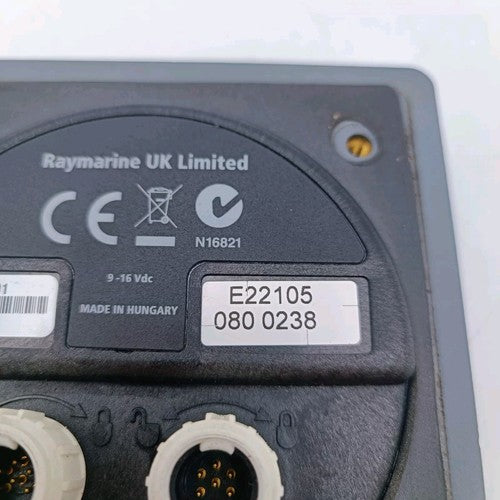 Raymarine UK Limited
CE
N16821
9 -16 Vdc
MADE IN HUNGARY
E22105
080 0238